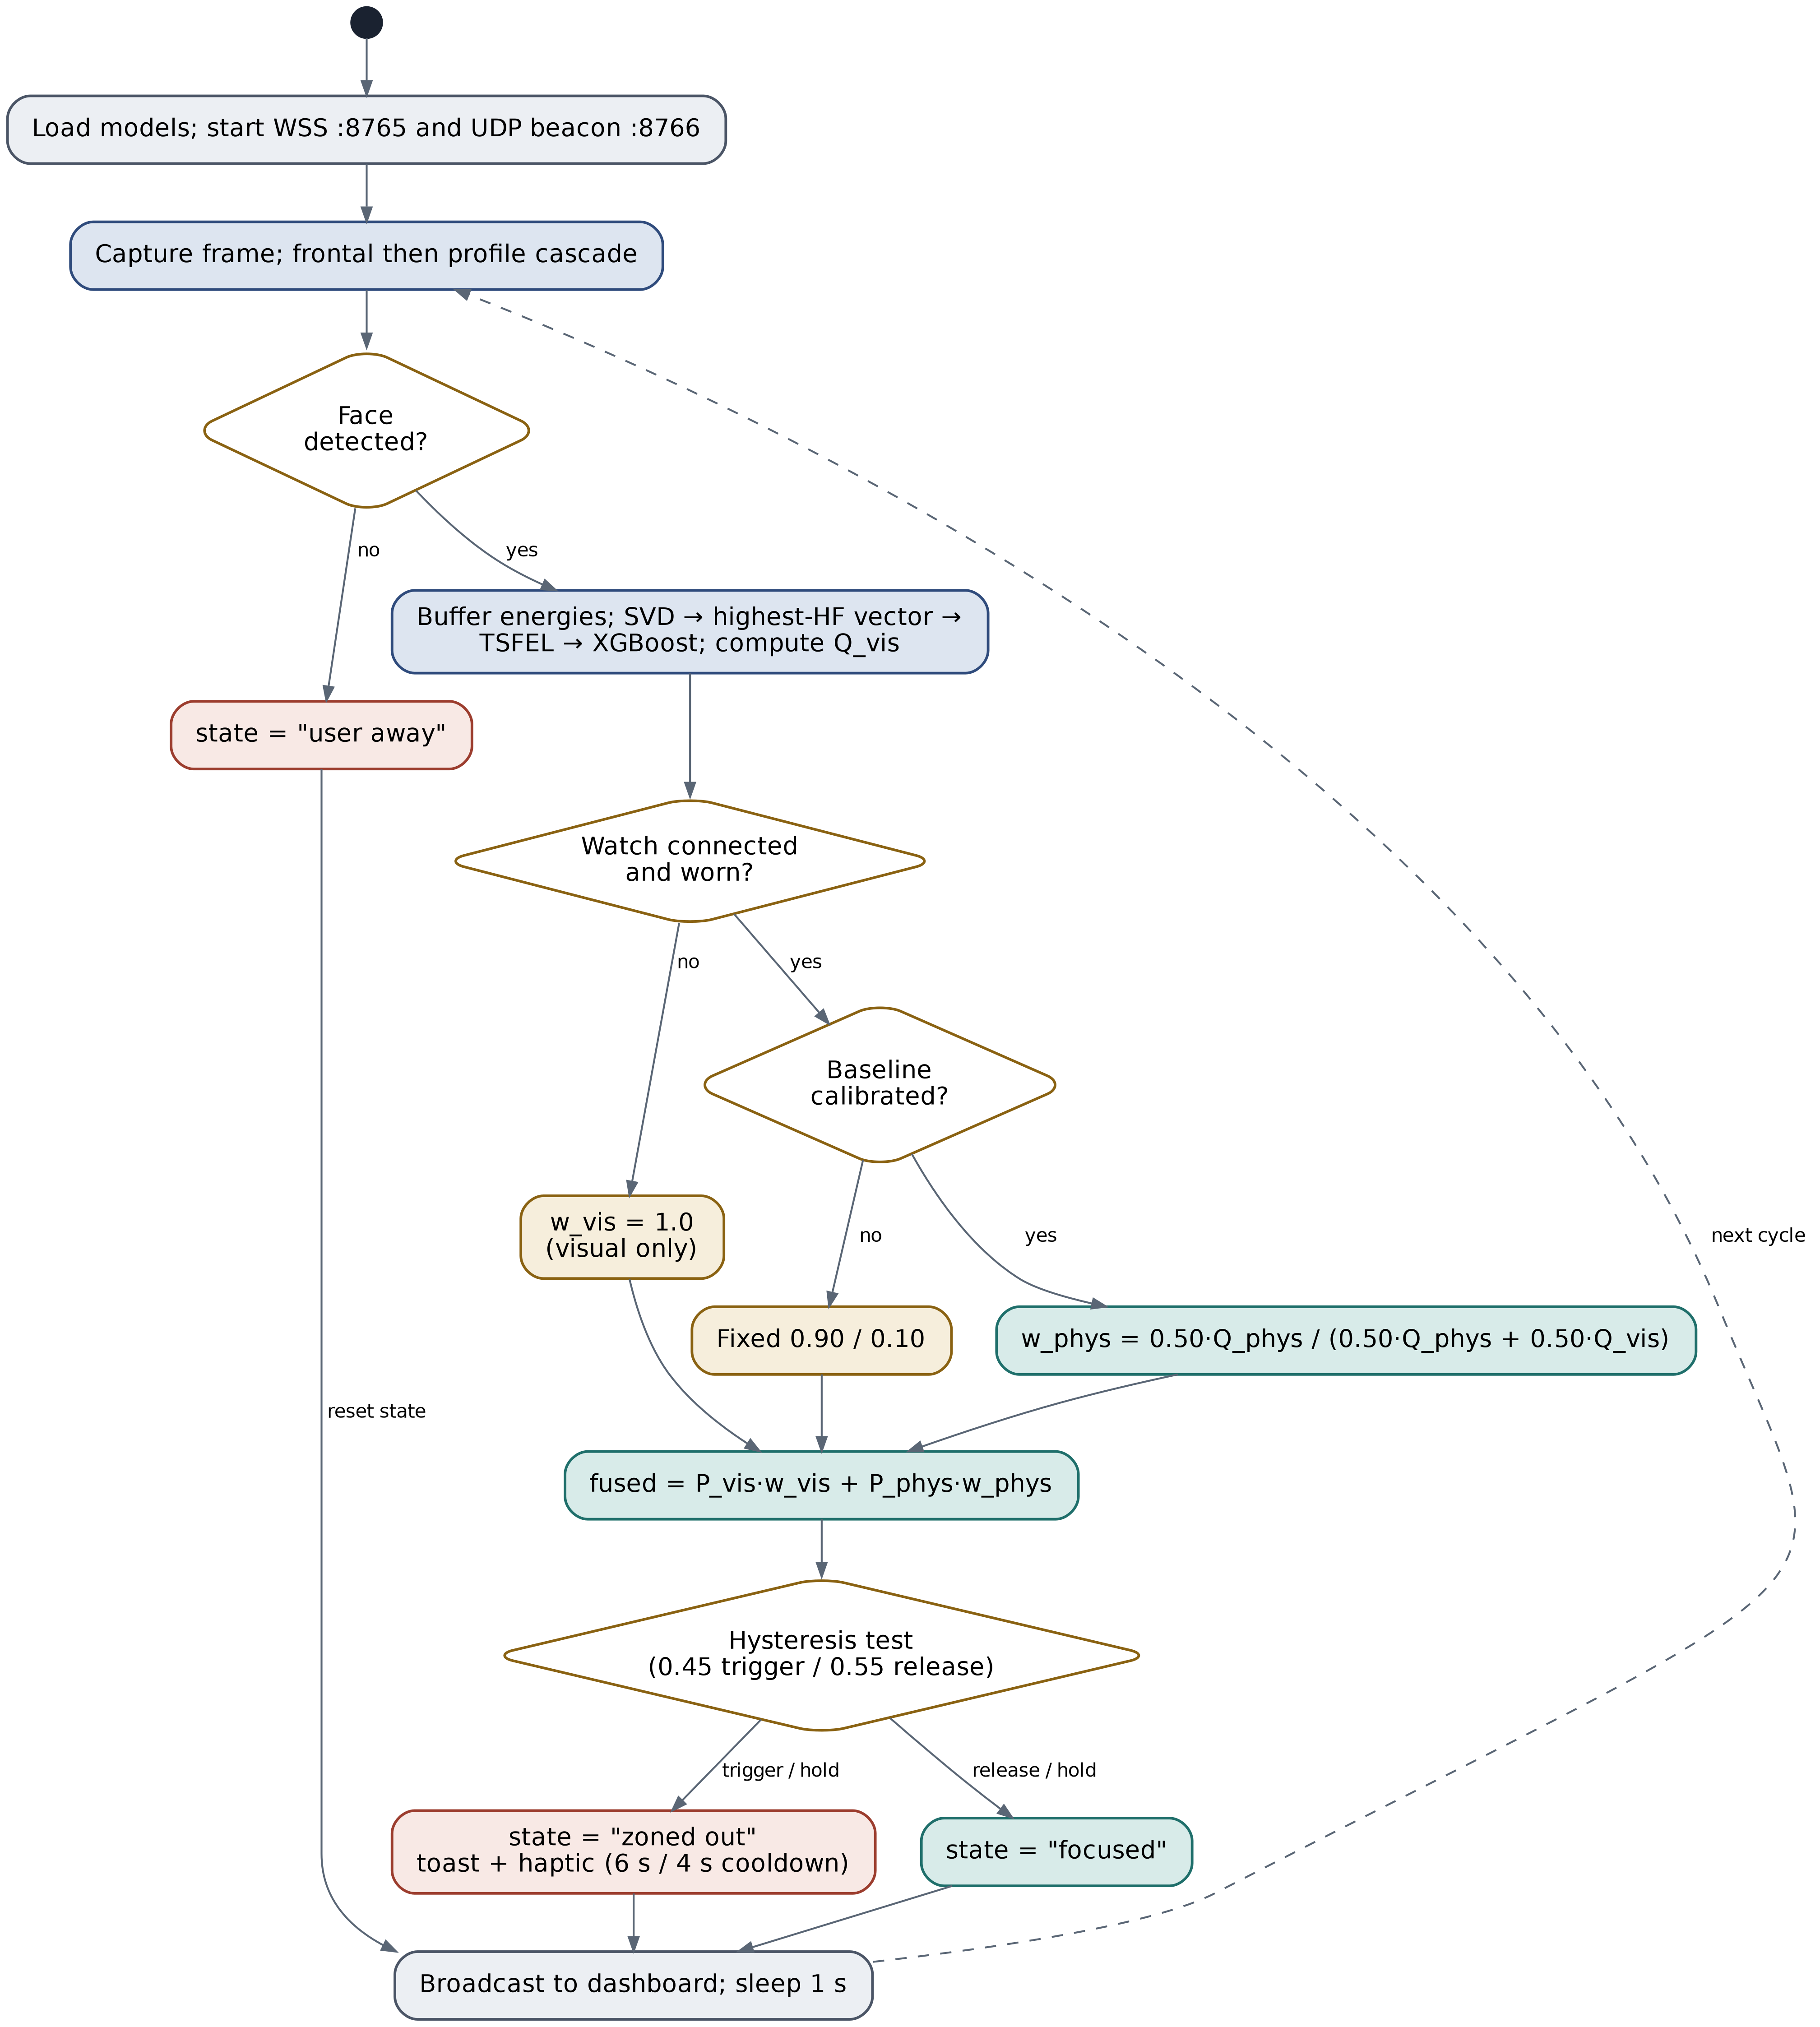 Load models; start WSS :8765 and UDP beacon :8766
Capture frame; frontal then profile cascade
Face
detected?
no
yes
Buffer energies; SVD → highest-HF vector →
TSFEL → XGBoost; compute Q_vis
state = "user away"
Watch connected
and worn?
no
yes
Baseline
calibrated?
w_vis = 1.0
(visual only)
no
yes
next cycle
Fixed 0.90 / 0.10
w_phys = 0.50·Q_phys / (0.50·Q_phys + 0.50·Q_vis)
reset state
fused = P_vis·w_vis + P_phys·w_phys
Hysteresis test
(0.45 trigger / 0.55 release)
trigger / hold
release / hold
state = "zoned out"
toast + haptic (6 s / 4 s cooldown)
state = "focused"
Broadcast to dashboard; sleep 1 s